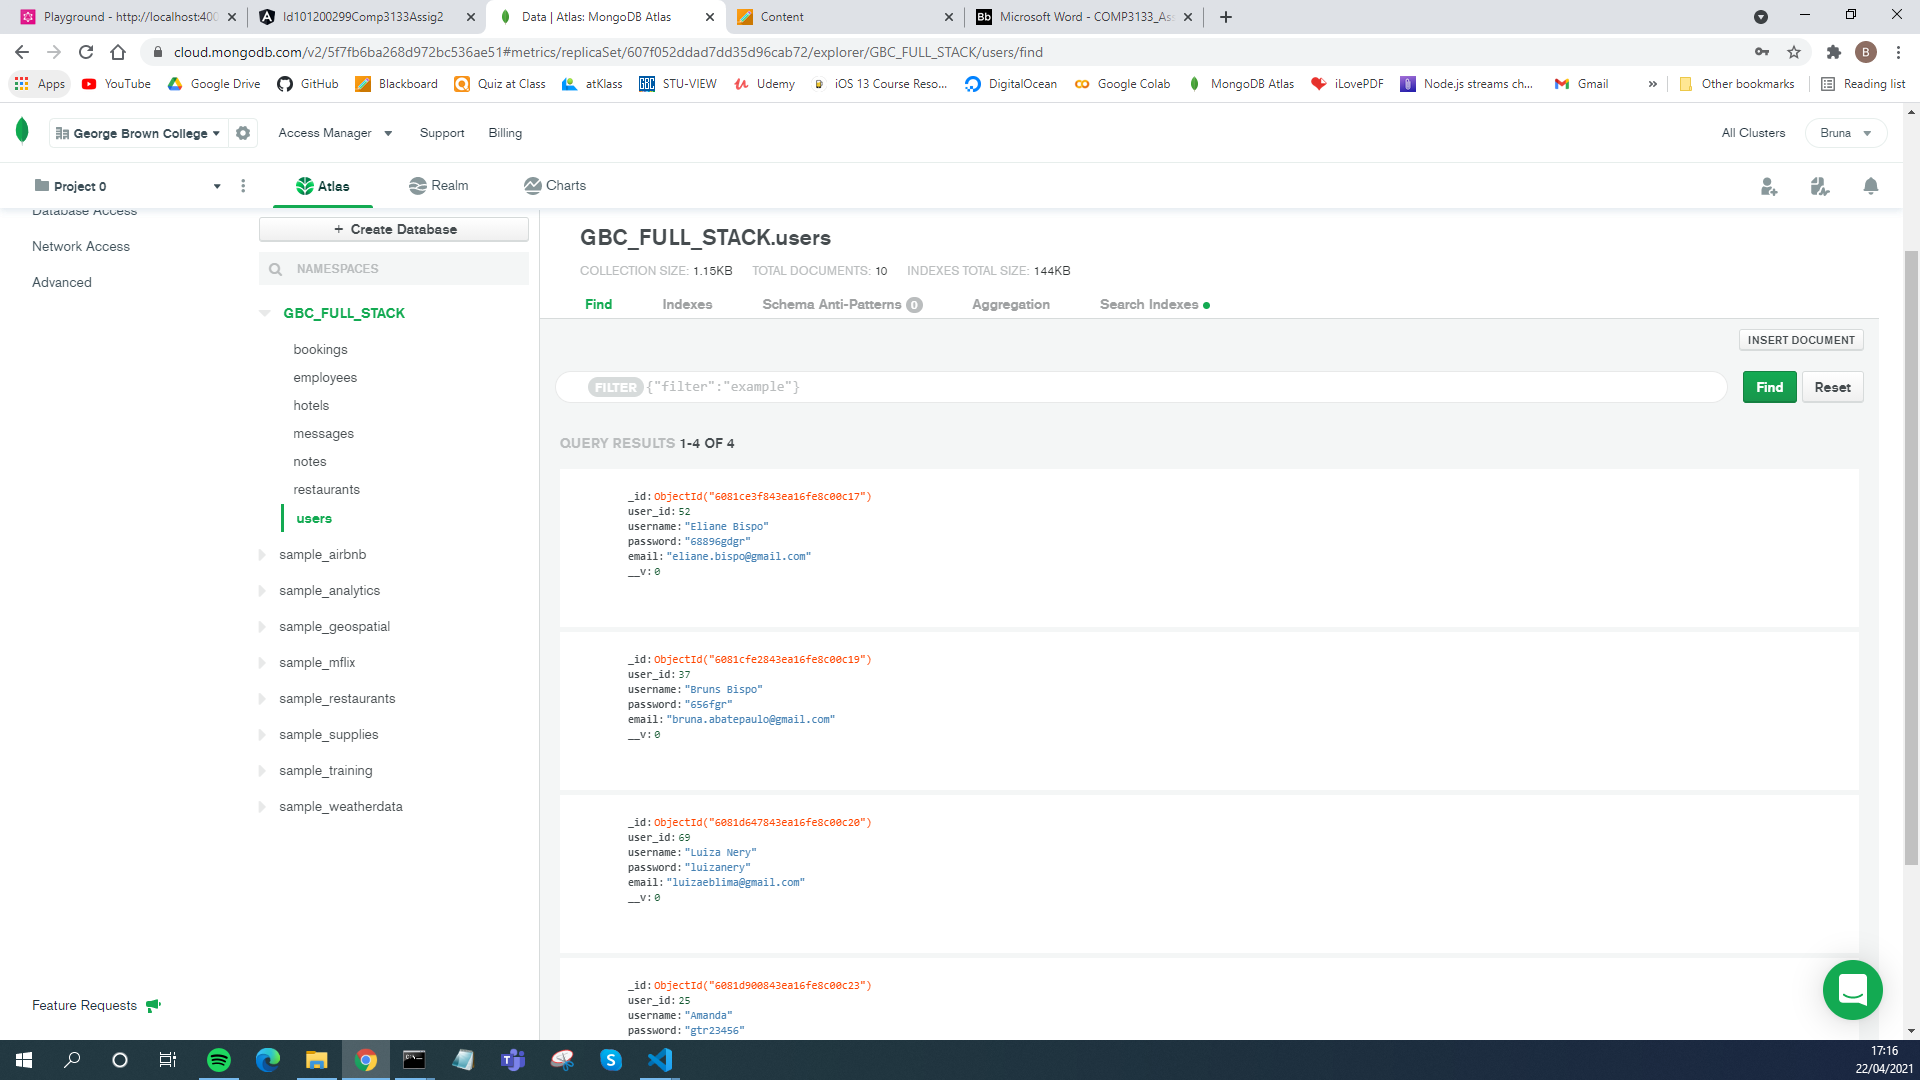 Playground - http://localhost:400
Id101200299Comp3133Assig2
Data | Atlas: MongoDB Atlas
Content
Bb Microsoft Word - COMP3133_Ass
cloud.mongodb.com/v2/5f7fb6ba268d972bc536ae51#metrics/replicaSet/607f052ddad7dd35d96cab72/explorer/GBC_FULL_STACK/users/find
B
Apps YouTube Google Drive GitHub Blackboard Quiz at Class atKlass GBC STU-VIEW Udemy iOS 13 Course Reso... DigitalOcean Google Colab MongoDB Atlas iLovePDF Node.js streams ch... Gmail » Other bookmarks Reading list
George Brown College Access Manager Support Billing All Clusters Bruna
Project 0 Atlas Realm Charts
Database Access
Network Access
Advanced
Feature Requests
+ Create Database
NAMESPACES
GBC_FULL_STACK
bookings
employees
hotels
messages
notes
restaurants
users
sample_airbnb
sample_analytics
sample_geospatial
sample_mflix
sample_restaurants
sample_supplies
sample_training
sample_weatherdata
GBC_FULL_STACK.users
COLLECTION SIZE: 1.15KB TOTAL DOCUMENTS: 10 INDEXES TOTAL SIZE: 144KB
Find Indexes Schema Anti-Patterns 0 Aggregation Search Indexes
INSERT DOCUMENT
FILTER {"filter":"example"} Find Reset
QUERY RESULTS 1-4 OF 4
_id: ObjectId("6081ce3f843ea16fe8c00c17")
user_id: 52
username: "Eliane Bispo"
password: "68896gdgr"
email: "eliane.bispo@gmail.com"
__v: 0
_id: ObjectId("6081cfe2843ea16fe8c00c19")
user_id: 37
username: "Bruns Bispo"
password: "656fgr"
email: "bruna.abatepaulo@gmail.com"
__v: 0
_id: ObjectId("6081d647843ea16fe8c00c20")
user_id: 69
username: "Luiza Nery"
password: "luizanery"
email: "luizaeblima@gmail.com"
__v: 0
_id: ObjectId("6081d900843ea16fe8c00c23")
user_id: 25
username: "Amanda"
password: "gtr23456"
17:16
22/04/2021